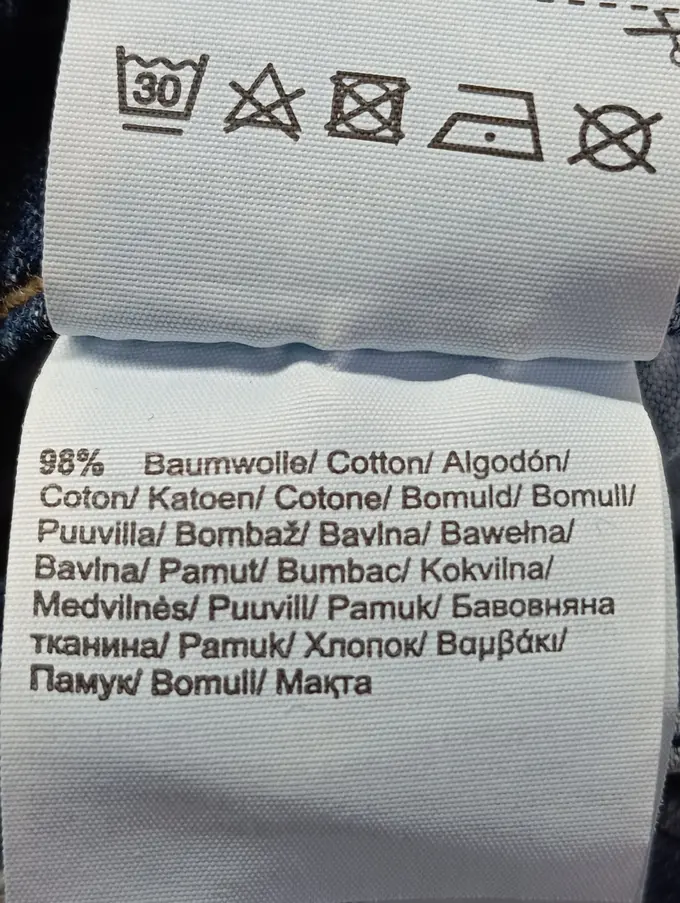 30
98% Baumwolle/ Cotton/ Algodón/
Coton/ Katoen/ Cotone/ Bomuld/ Bomull/
Puuvilla/ Bombaž/ Bavlna/ Bawełna/
Bavlna/ Pamut/ Bumbac/ Kokvilna/
Medvilnės/ Puuvill/ Pamuk/ Бавовняна
тканина/ Pamuk/ Хлопок/ Βαμβάκι/
Памук/ Bomull/ Мақта